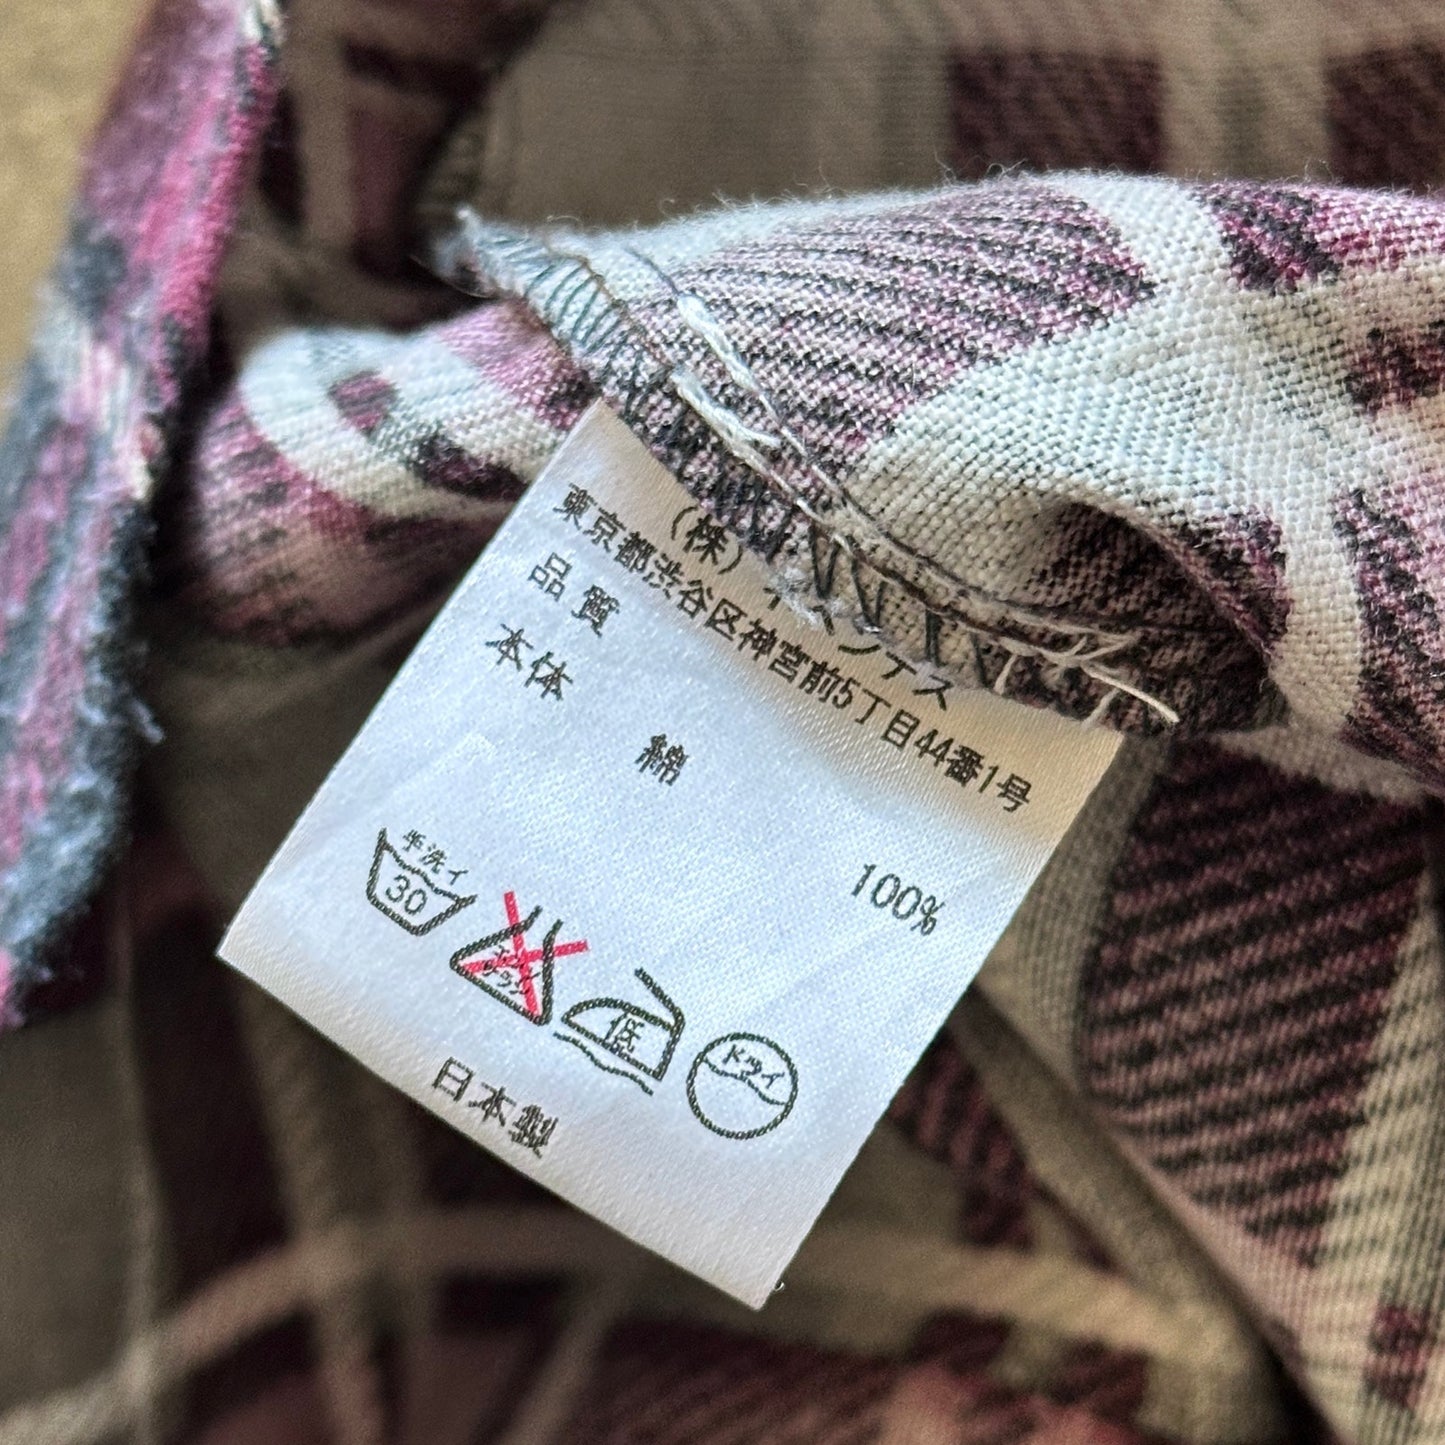 (株)
東京都渋谷区神宮前5丁目44番1号
品 質
本体
綿 100%
手洗イ
30
低
ドライ
日本製